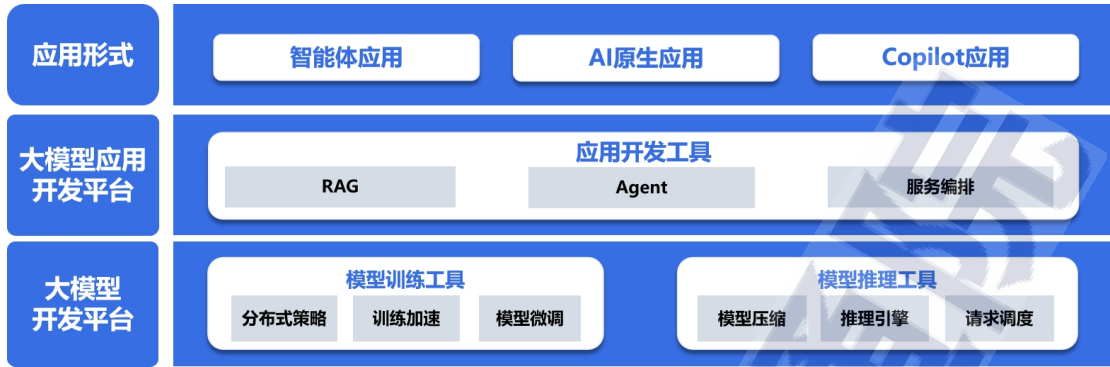 应用形式
智能体应用
AI原生应用
Copilot应用
大模型应用
开发平台
应用开发工具
RAG
Agent
服务编排
大模型
开发平台
模型训练工具
分布式策略
训练加速
模型微调
模型推理工具
模型压缩
推理引擎
请求调度